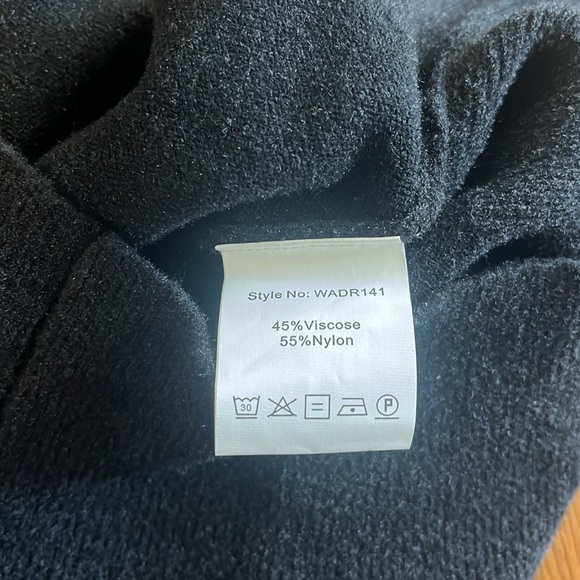 Style No: WADR141
45%Viscose
55%Nylon
30
P